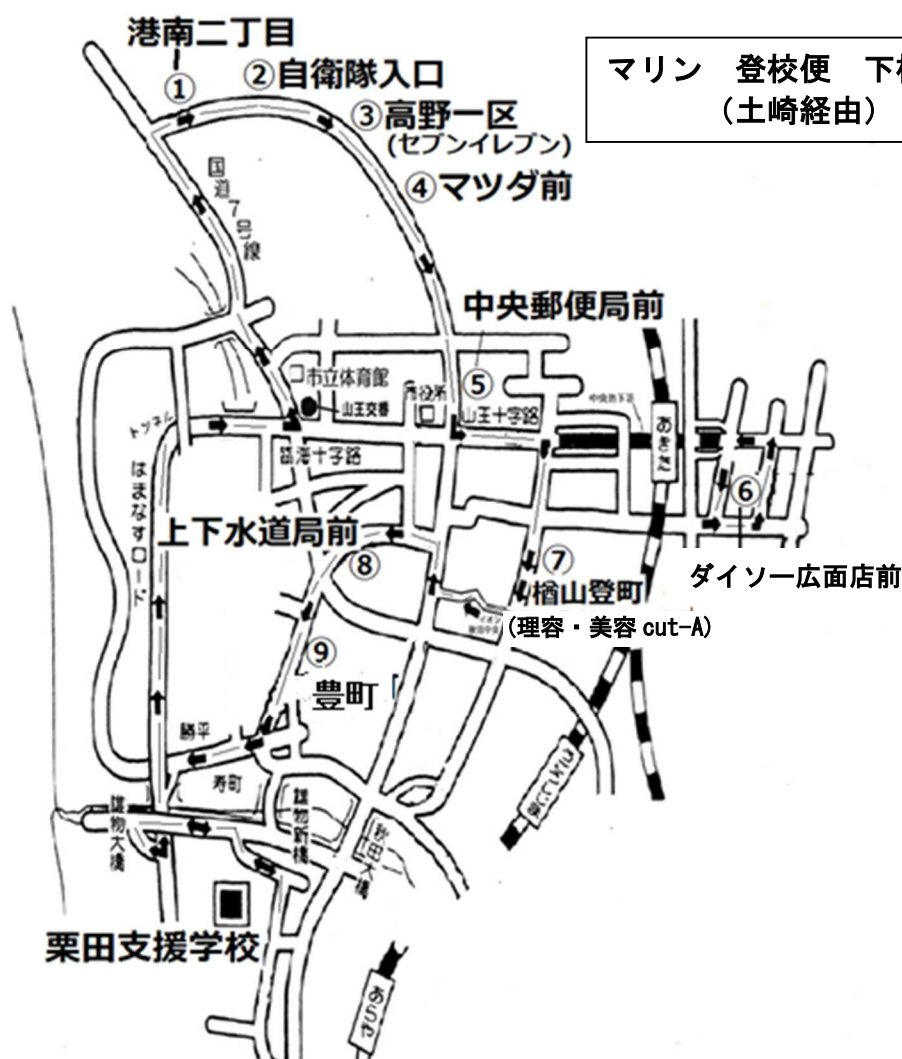 港南二丁目
①
②自衛隊入口
③高野一区
(セブンイレブン)
④マツダ前
マリン 登校便 下校
(土崎経由)
国道7号線
中央郵便局前
⑤
市立体育館
山王交番
市役所
山王十字路
トンネル
臨港十字路
はまなすロード
上下水道局前
⑧
⑥
ダイソー広面店前
⑦
楢山登町
(理容・美容 cut-A)
⑨
豊町
勝平
寿町
雄物大橋
雄物新橋
秋田大橋
栗田支援学校
あらや